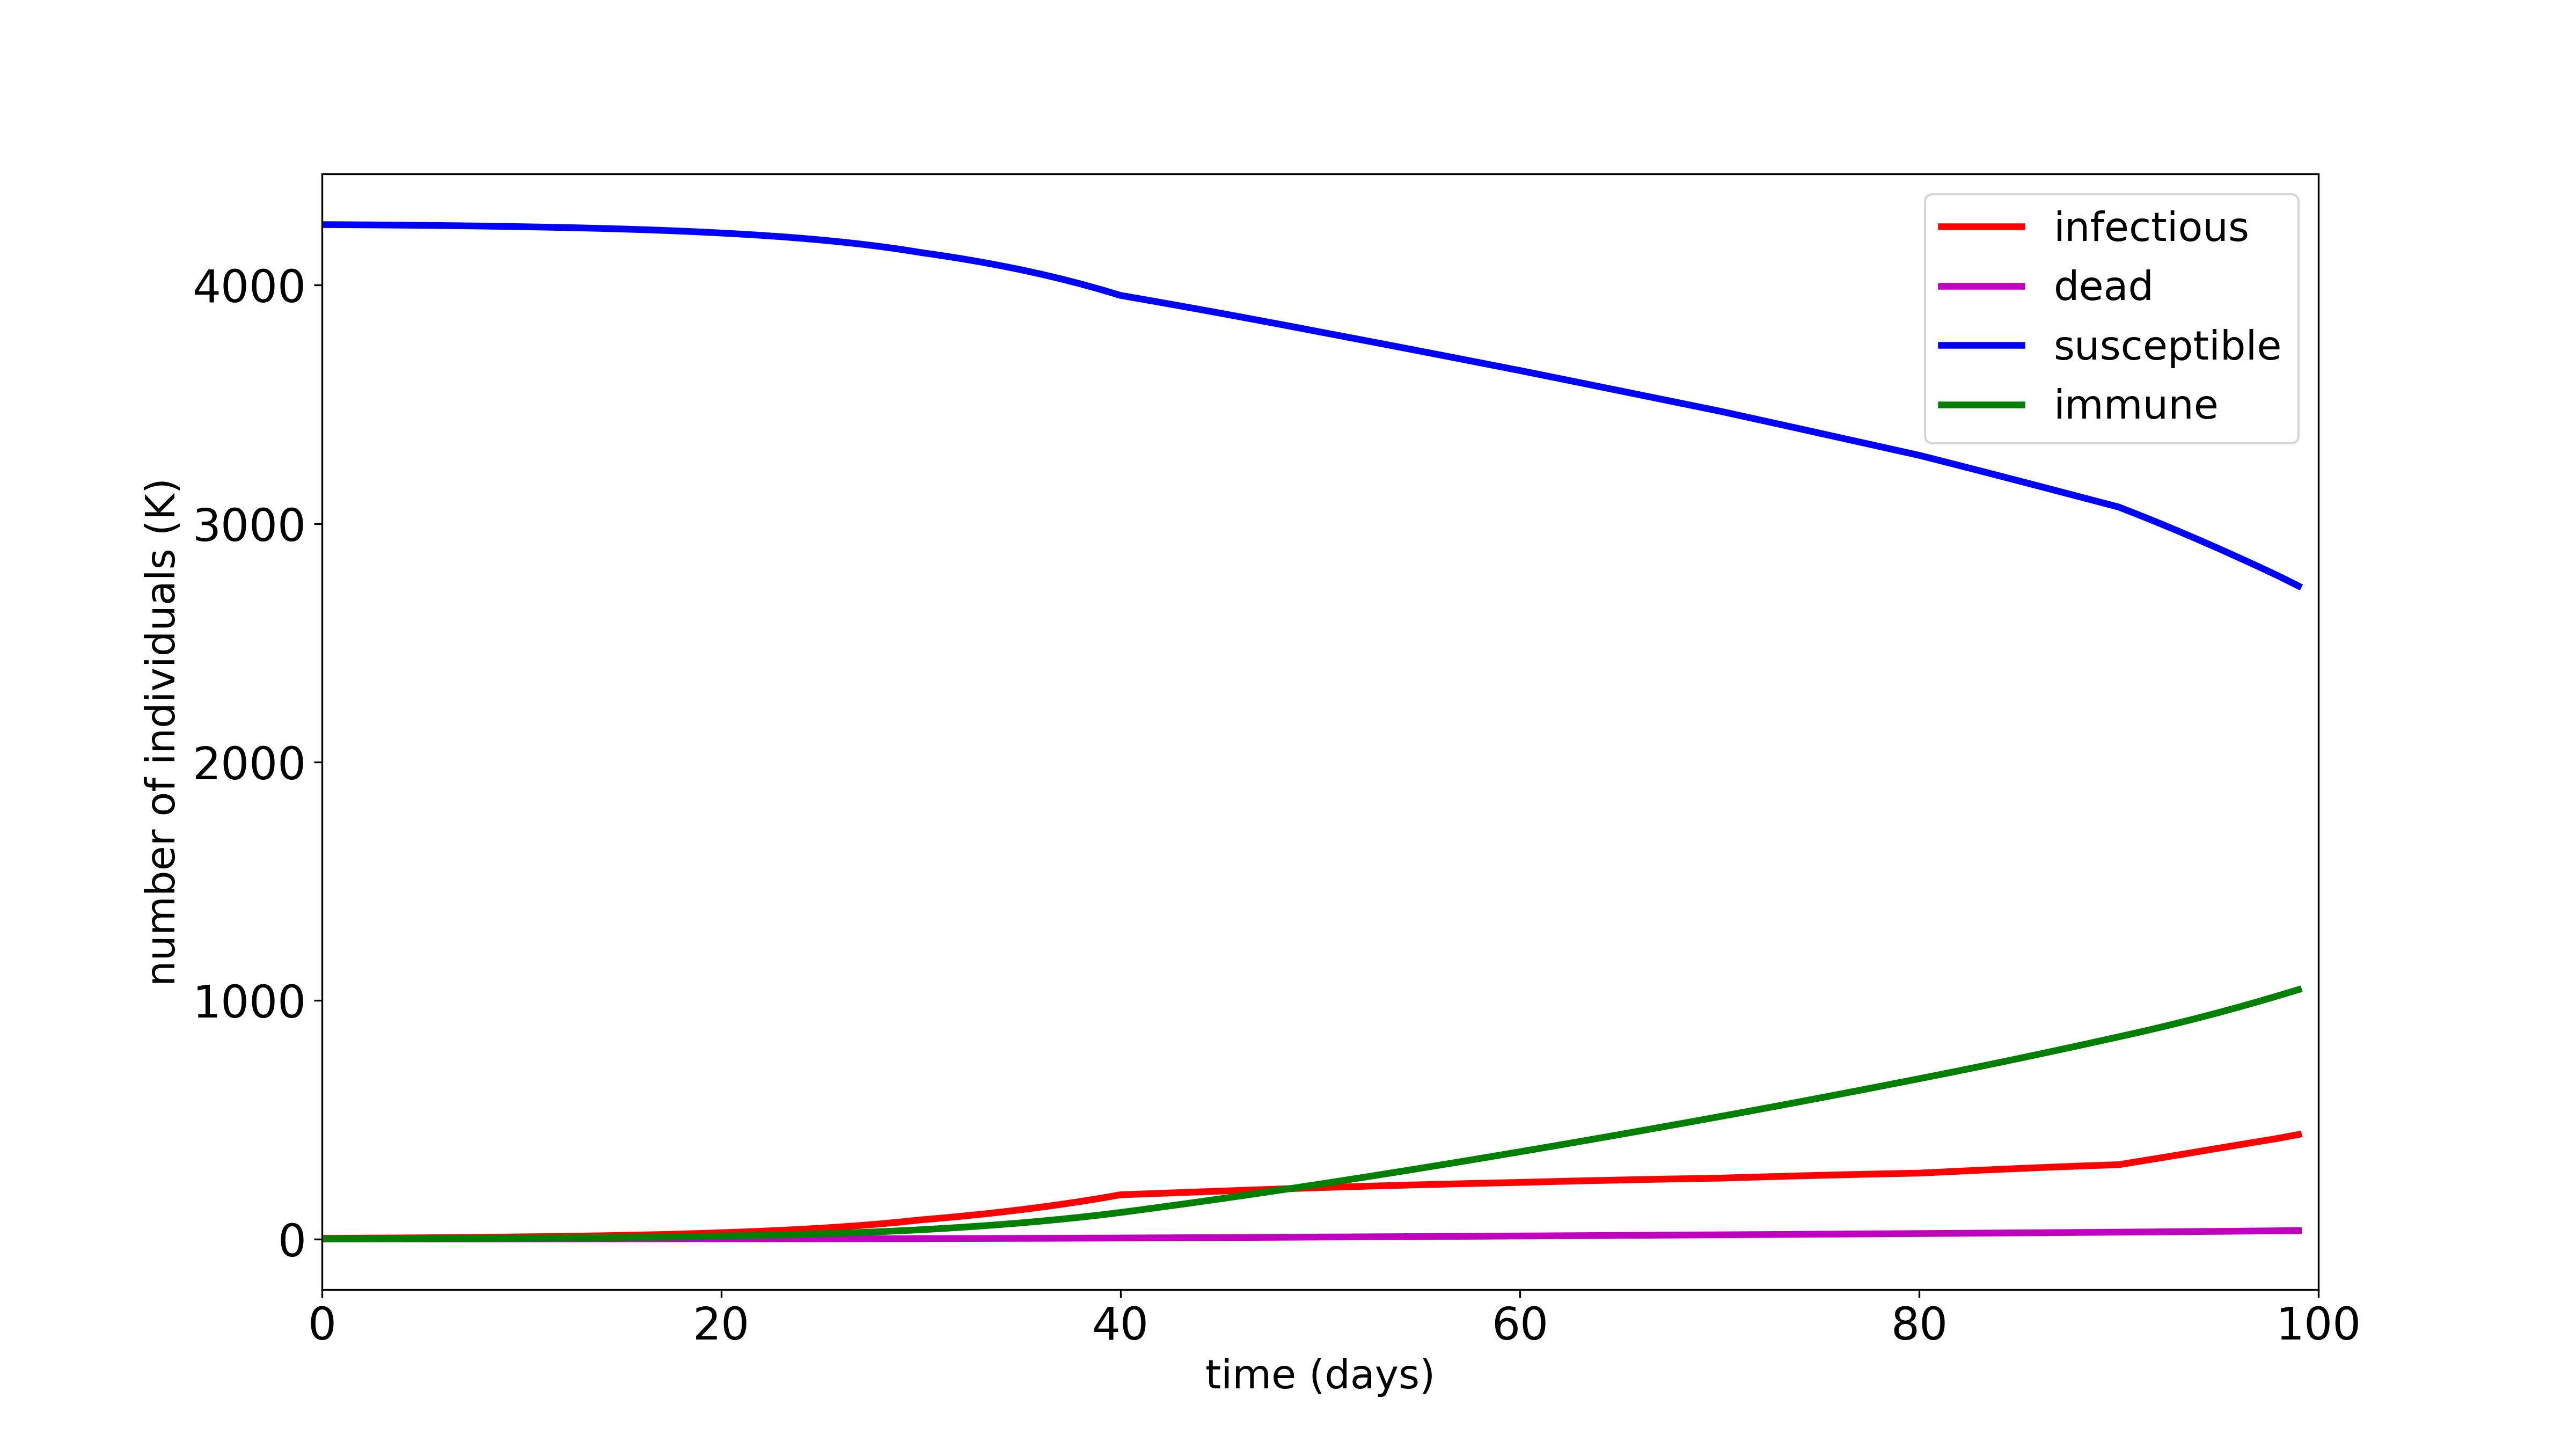 infectious
dead
susceptible
immune
4000
3000
2000
1000
0
number of individuals (K)
0 20 40 60 80 100
time (days)